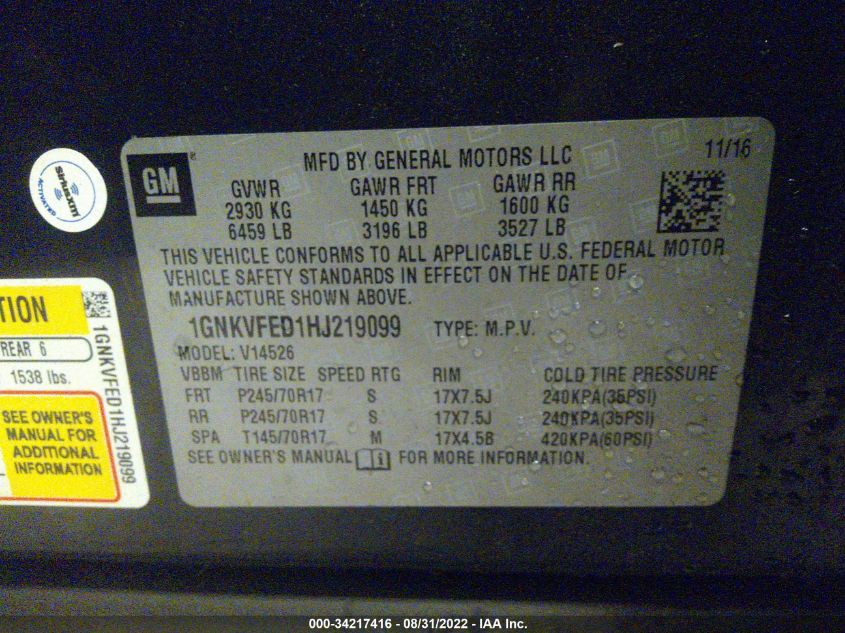 MFD BY GENERAL MOTORS LLC 11/16
GM
GVWR GAWR FRT GAWR RR
2930 KG 1450 KG 1600 KG
6459 LB 3196 LB 3527 LB
THIS VEHICLE CONFORMS TO ALL APPLICABLE U.S. FEDERAL MOTOR
VEHICLE SAFETY STANDARDS IN EFFECT ON THE DATE OF
MANUFACTURE SHOWN ABOVE.
1GNKVFED1HJ219099 TYPE: M.P.V.
MODEL: V14526
VBBM TIRE SIZE SPEED RTG RIM COLD TIRE PRESSURE
FRT P245/70R17 S 17X7.5J 240KPA(35PSI)
RR P245/70R17 S 17X7.5J 240KPA(35PSI)
SPA T145/70R17 M 17X4.5B 420KPA(60PSI)
SEE OWNER'S MANUAL i FOR MORE INFORMATION.
SiriusXM
ACTIVATED
TION
REAR 6
1538 lbs.
SEE OWNER'S
MANUAL FOR
ADDITIONAL
INFORMATION
1GNKVFED1HJ219099
000-34217416 - 08/31/2022 - IAA Inc.